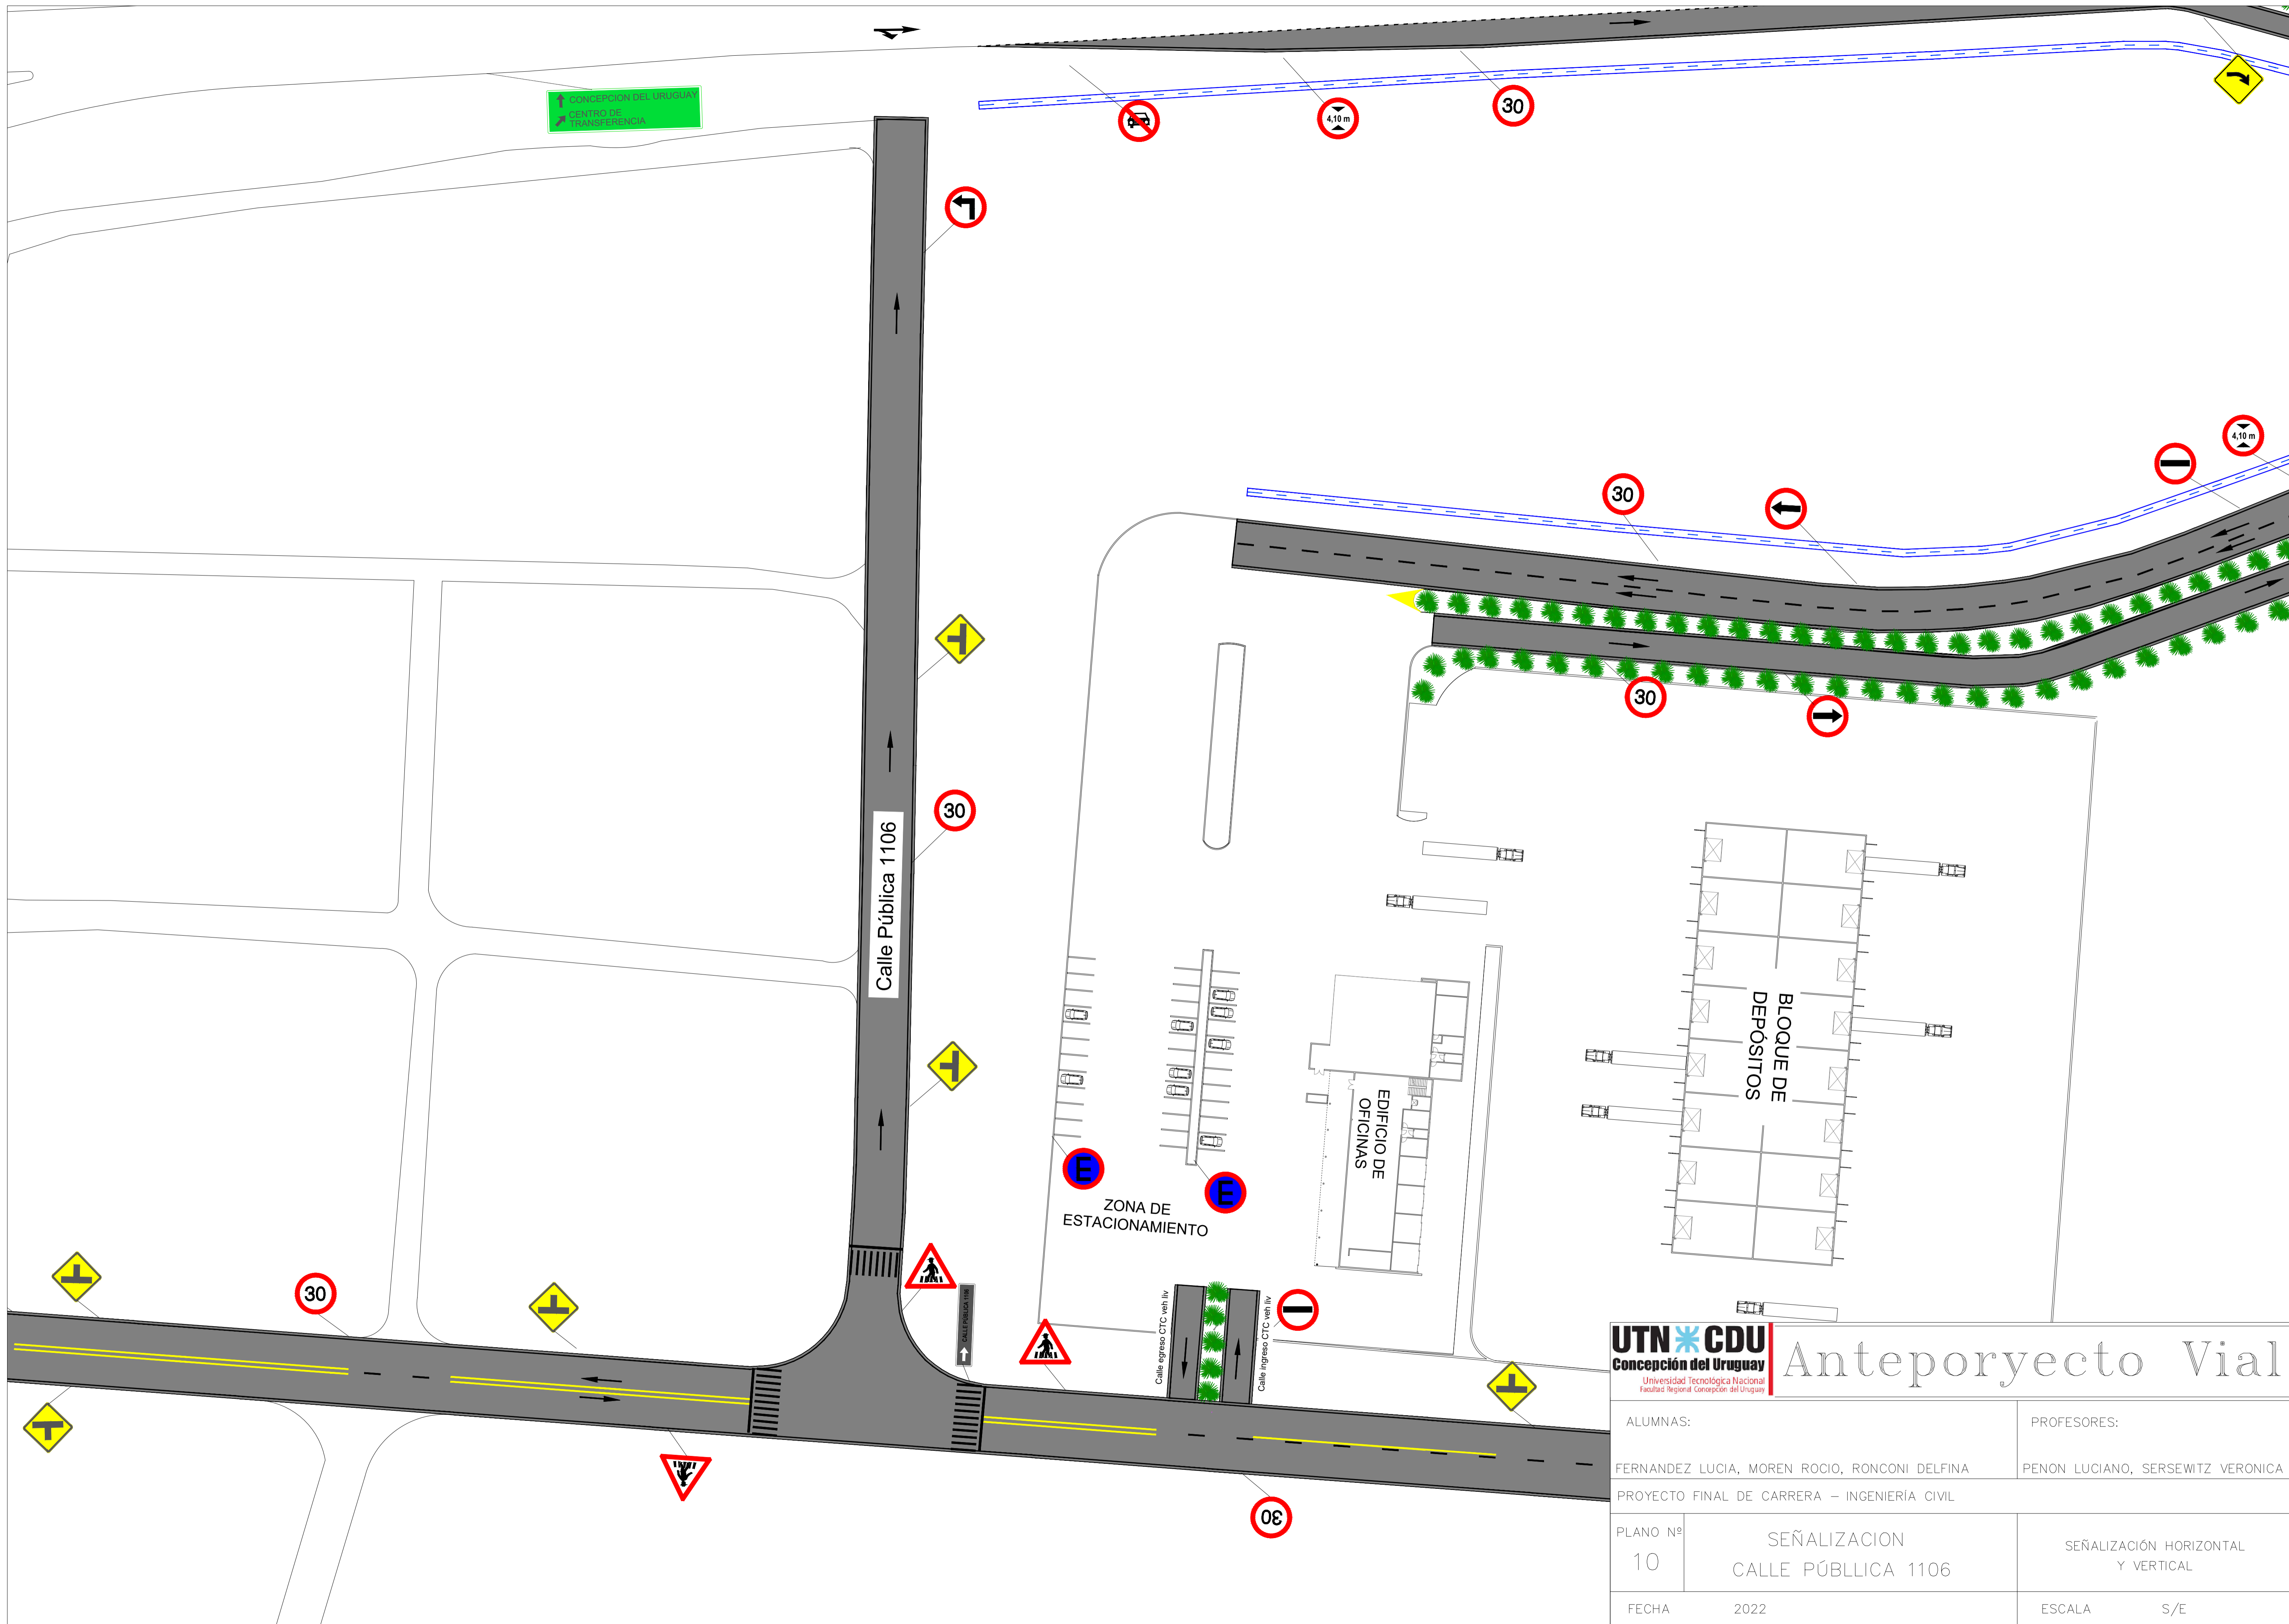 CONCEPCION DEL URUGUAY
CENTRO DE
TRANSFERENCIA
4,10 m
30
4,10 m
30
30
30
Calle Pública 1106
BLOQUE DE
DEPÓSITOS
EDIFICIO DE
OFICINAS
E
E
ZONA DE
ESTACIONAMIENTO
30
CALLE PÚBLICA 1106
Calle egreso CTC veh liv
Calle ingreso CTC veh liv
30
UTN CDU
Concepción del Uruguay
Universidad Tecnológica Nacional
Facultad Regional Concepción del Uruguay
Anteporyecto Vial
ALUMNAS:
PROFESORES:
FERNANDEZ LUCIA, MOREN ROCIO, RONCONI DELFINA
PENON LUCIANO, SERSEWITZ VERONICA
PROYECTO FINAL DE CARRERA – INGENIERÍA CIVIL
PLANO Nº
10
SEÑALIZACION
CALLE PÚBLLICA 1106
SEÑALIZACIÓN HORIZONTAL
Y VERTICAL
FECHA 2022
ESCALA S/E